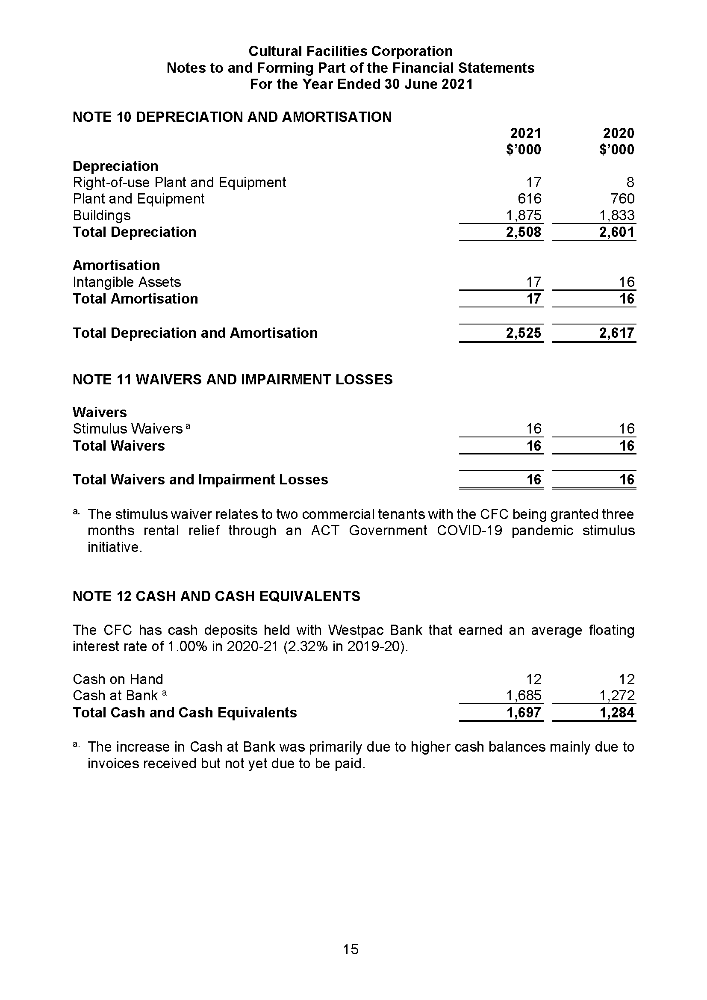 Cultural Facilities Corporation
Notes to and Forming Part of the Financial Statements
For the Year Ended 30 June 2021
NOTE 10 DEPRECIATION AND AMORTISATION
2021 2020
$’000 $’000
Depreciation
Right-of-use Plant and Equipment 17 8
Plant and Equipment 616 760
Buildings 1,875 1,833
Total Depreciation 2,508 2,601
Amortisation
Intangible Assets 17 16
Total Amortisation 17 16
Total Depreciation and Amortisation 2,525 2,617
NOTE 11 WAIVERS AND IMPAIRMENT LOSSES
Waivers
Stimulus Waivers a 16 16
Total Waivers 16 16
Total Waivers and Impairment Losses 16 16
a. The stimulus waiver relates to two commercial tenants with the CFC being granted three
months rental relief through an ACT Government COVID-19 pandemic stimulus
initiative.
NOTE 12 CASH AND CASH EQUIVALENTS
The CFC has cash deposits held with Westpac Bank that earned an average floating
interest rate of 1.00% in 2020-21 (2.32% in 2019-20).
Cash on Hand 12 12
Cash at Bank a 1,685 1,272
Total Cash and Cash Equivalents 1,697 1,284
a. The increase in Cash at Bank was primarily due to higher cash balances mainly due to
invoices received but not yet due to be paid.
15